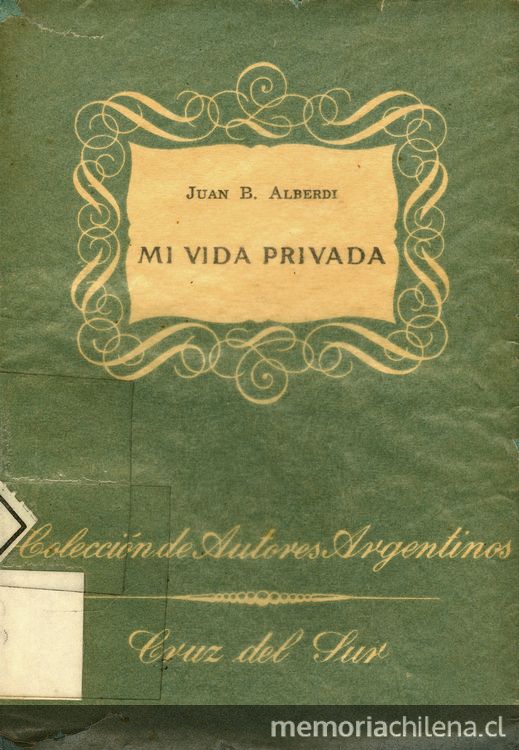 JUAN B. ALBERDI
MI VIDA PRIVADA
Colección de Autores Argentinos
Cruz del Sur
memoriachilena.cl